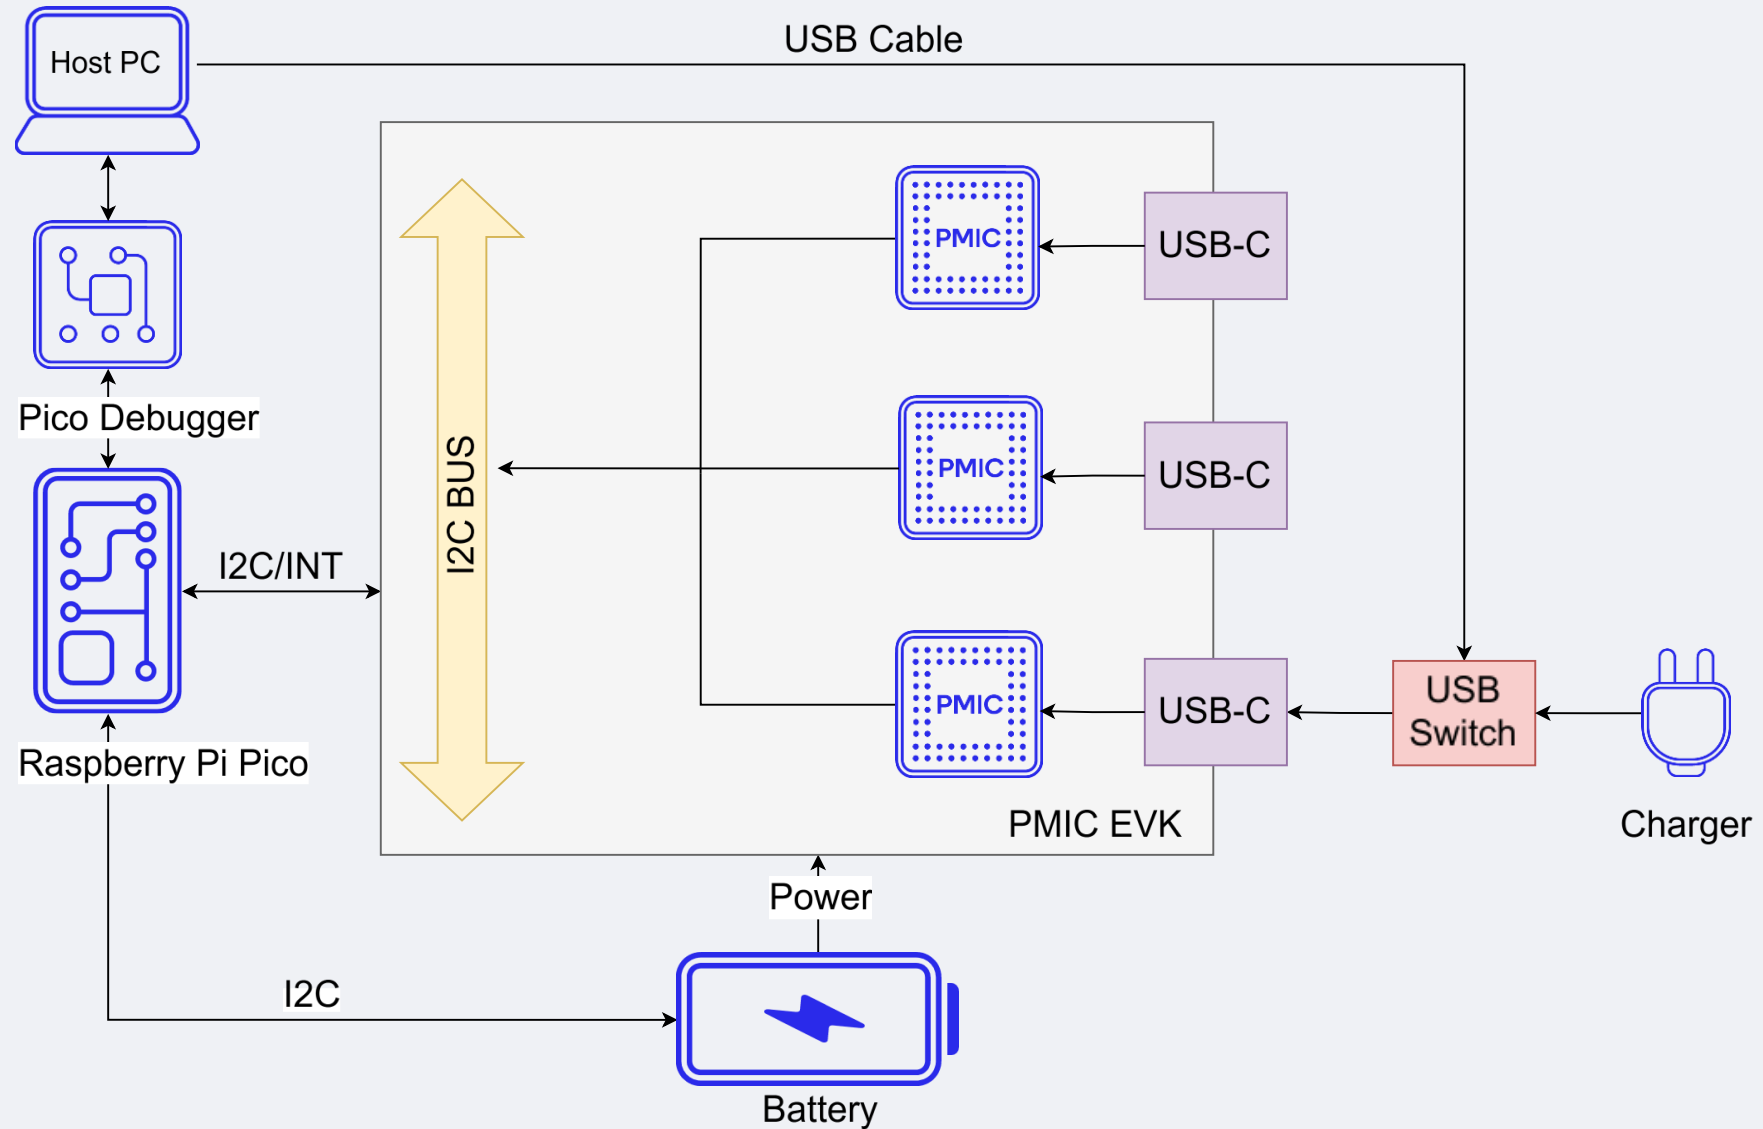 Host PC
USB Cable
PMIC
USB-C
Pico Debugger
I2C BUS
PMIC
USB-C
I2C/INT
PMIC
USB-C
USB
Switch
Raspberry Pi Pico
PMIC EVK
Charger
Power
I2C
Battery